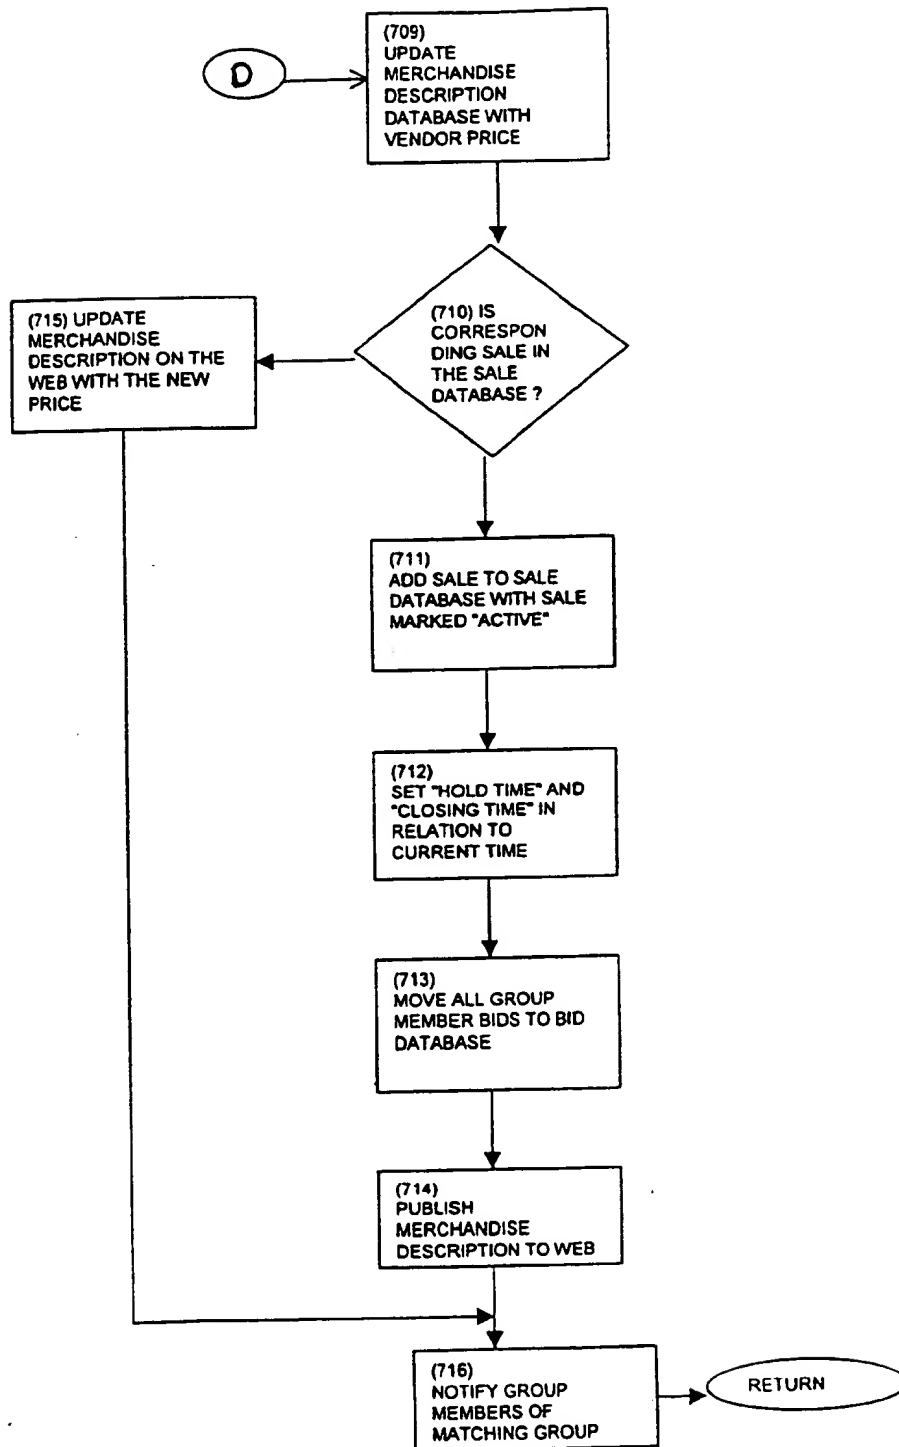 D
(709)
UPDATE
MERCHANDISE
DESCRIPTION
DATABASE WITH
VENDOR PRICE
(710) IS
CORRESPON
DING SALE IN
THE SALE
DATABASE ?
(715) UPDATE
MERCHANDISE
DESCRIPTION ON THE
WEB WITH THE NEW
PRICE
(711)
ADD SALE TO SALE
DATABASE WITH SALE
MARKED "ACTIVE"
(712)
SET "HOLD TIME" AND
"CLOSING TIME" IN
RELATION TO
CURRENT TIME
(713)
MOVE ALL GROUP
MEMBER BIDS TO BID
DATABASE
(714)
PUBLISH
MERCHANDISE
DESCRIPTION TO WEB
(716)
NOTIFY GROUP
MEMBERS OF
MATCHING GROUP
RETURN